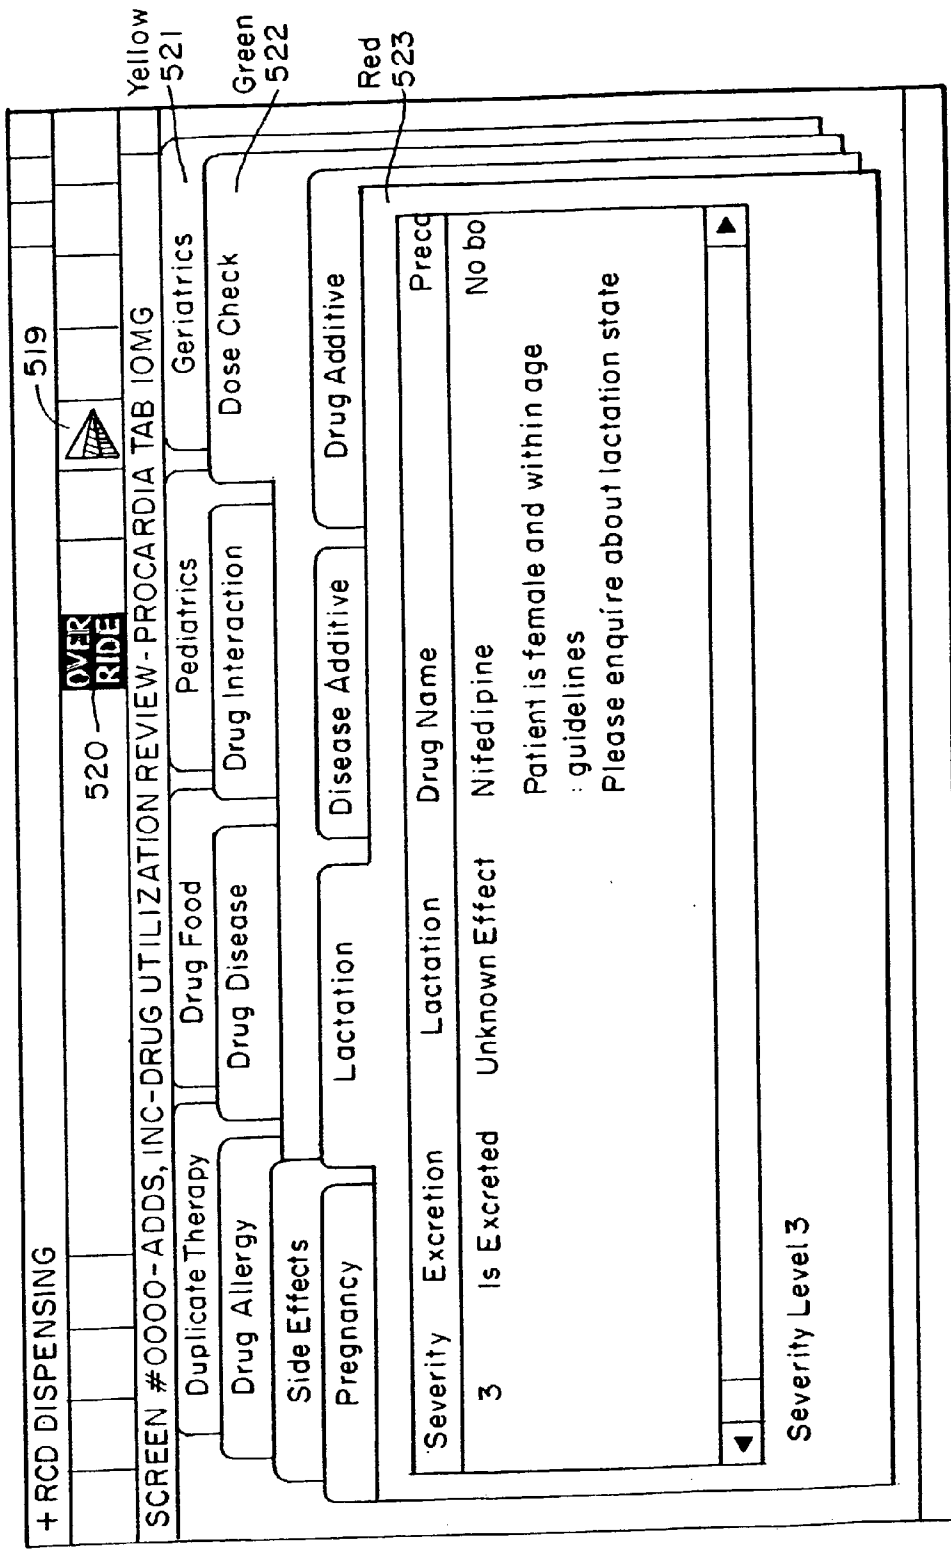 + RCD DISPENSING
519
OVER
RIDE
520
SCREEN #0000-ADDS, INC-DRUG UTILIZATION REVIEW-PROCARDIA TAB 10MG
Duplicate Therapy Drug Food Pediatrics Geriatrics
Yellow
521
Drug Allergy Drug Disease Drug Interaction Dose Check
Green
522
Side Effects
Pregnancy Lactation Disease Additive Drug Additive
Red
523
Severity Excretion Lactation Drug Name Preca
3 Is Excreted Unknown Effect Nifedipine No bo
Patient is female and within age
: guidelines
Please enquire about lactation state
Severity Level 3